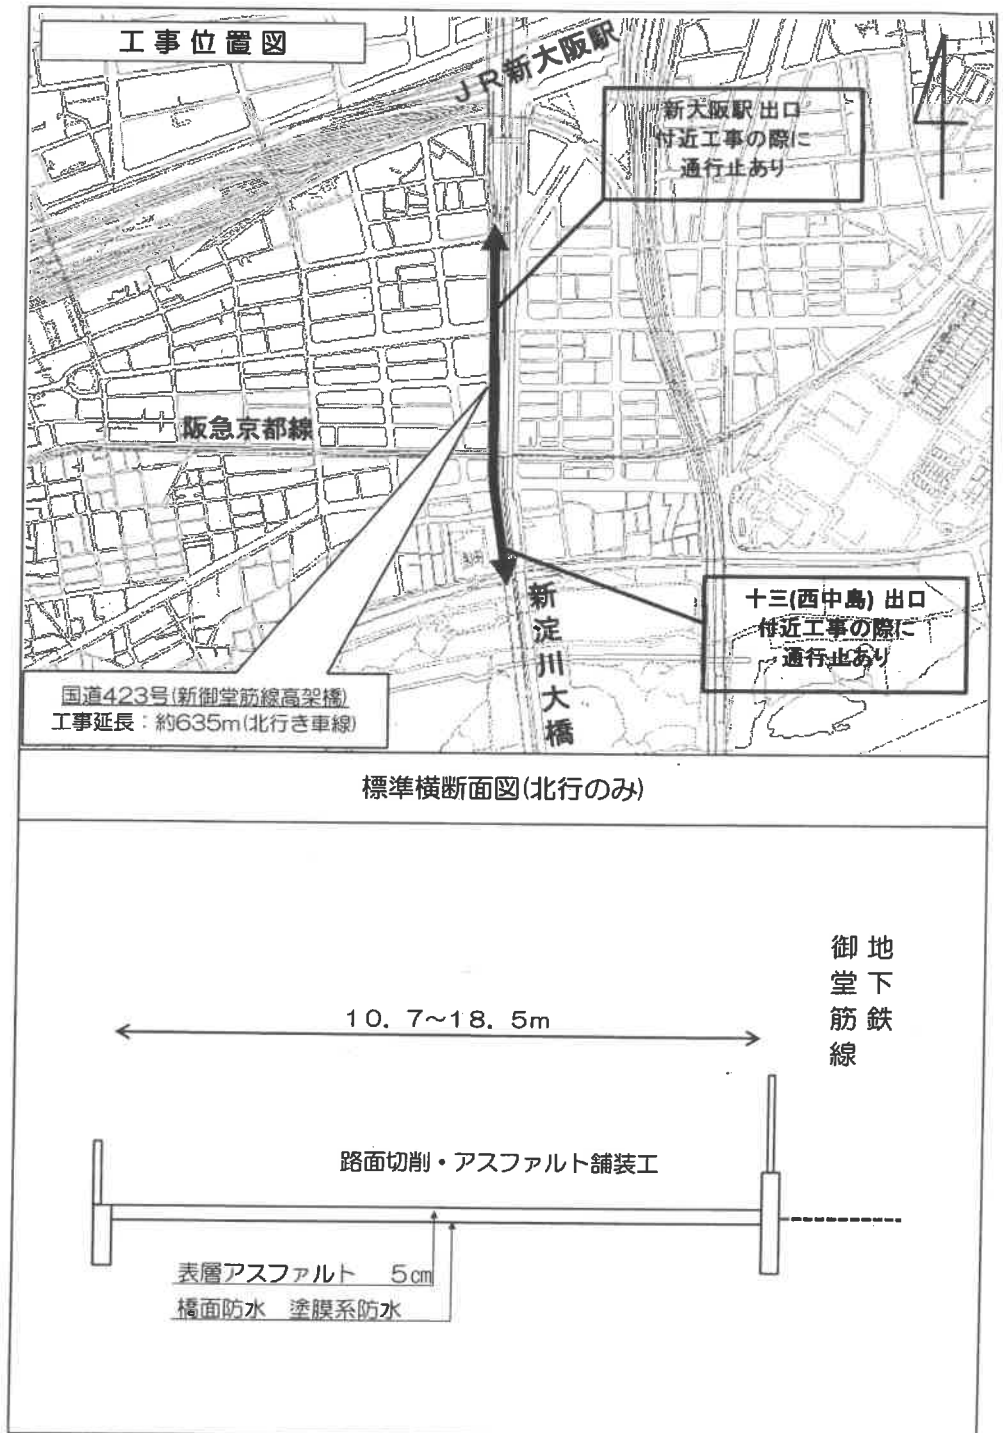 工事位置図
JR新大阪駅
新大阪駅 出口
付近工事の際に
通行止あり
阪急京都線
新淀川大橋
十三(西中島) 出口
付近工事の際に
通行止あり
国道423号(新御堂筋線高架橋)
工事延長:約635m(北行き車線)
標準横断面図(北行のみ)
地下鉄
御堂筋線
10.7~18.5m
路面切削・アスファルト舗装工
表層アスファルト 5cm
橋面防水 塗膜系防水